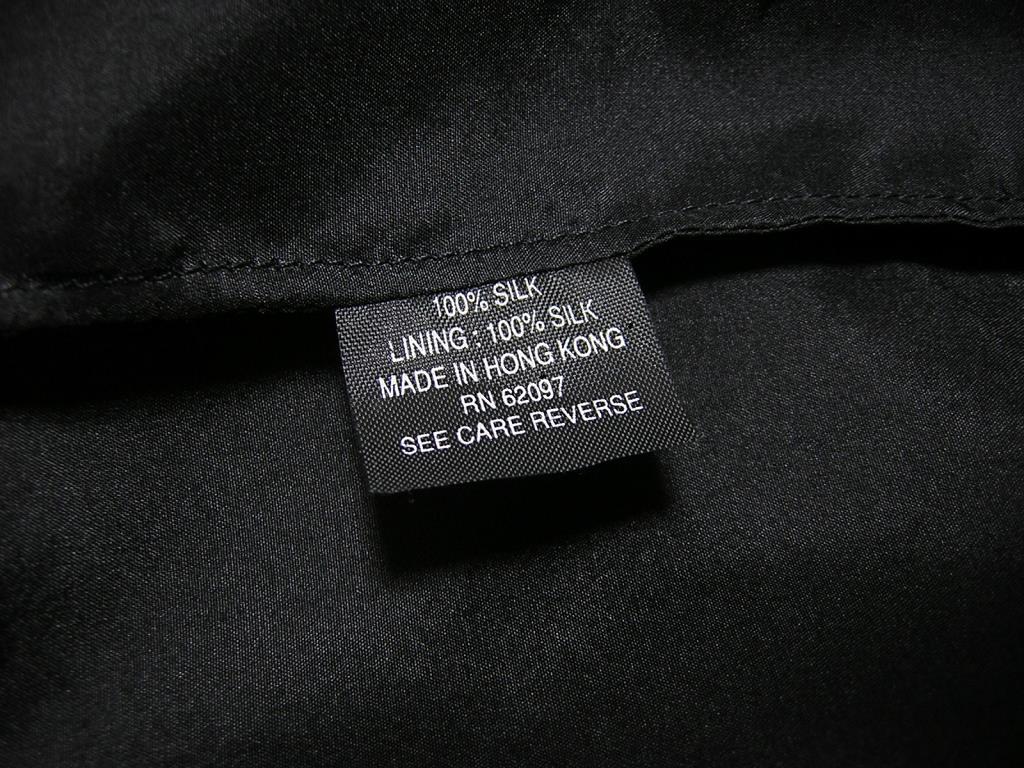 100% SILK
LINING : 100% SILK
MADE IN HONG KONG
RN 62097
SEE CARE REVERSE